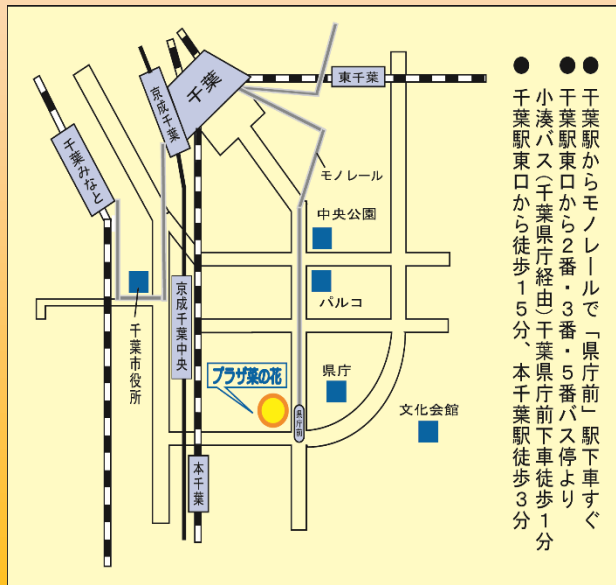 ● 千葉駅からモノレールで「県庁前」駅下車すぐ
● 千葉駅東口から2番・3番・5番バス停より
小湊バス(千葉県庁経由)千葉県庁前下車徒歩1分
● 千葉駅東口から徒歩15分、本千葉駅徒歩3分
千葉
京成千葉
東千葉
千葉みなと
モノレール
中央公園
パルコ
千葉市役所
京成千葉中央
プラザ菜の花
県庁
県庁前
文化会館
本千葉